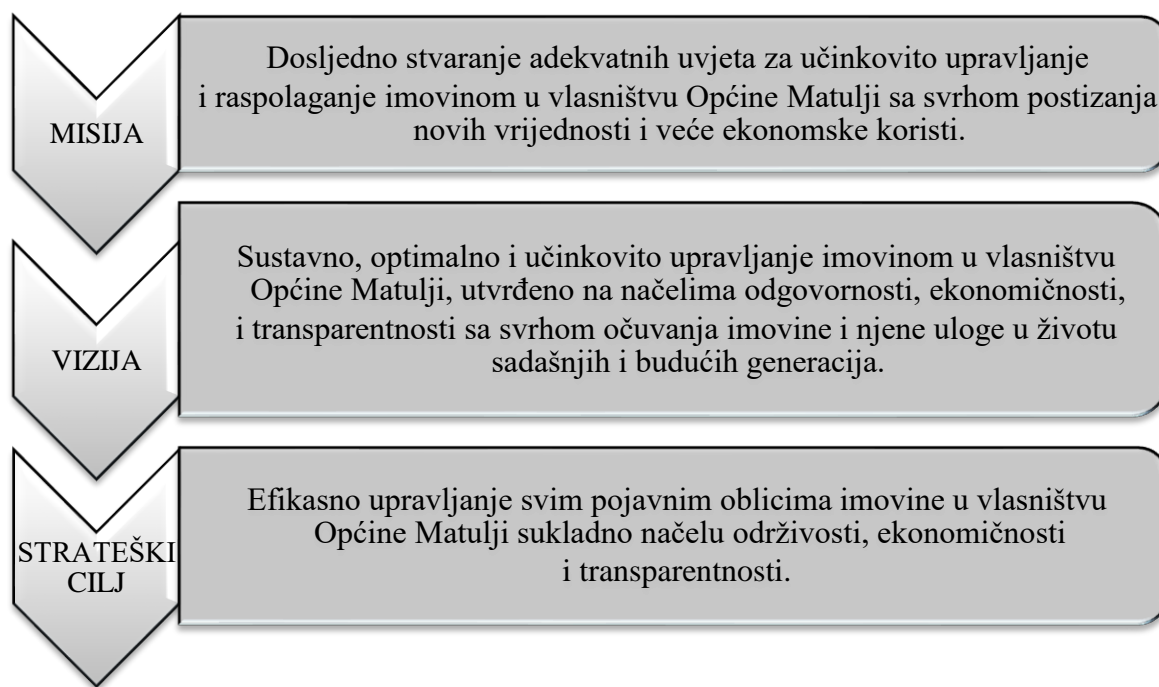 MISIJA
Dosljedno stvaranje adekvatnih uvjeta za učinkovito upravljanje
i raspolaganje imovinom u vlasništvu Općine Matulji sa svrhom postizanja
novih vrijednosti i veće ekonomske koristi.
VIZIJA
Sustavno, optimalno i učinkovito upravljanje imovinom u vlasništvu
Općine Matulji, utvrđeno na načelima odgovornosti, ekonomičnosti,
i transparentnosti sa svrhom očuvanja imovine i njene uloge u životu
sadašnjih i budućih generacija.
STRATEŠKI
CILJ
Efikasno upravljanje svim pojavnim oblicima imovine u vlasništvu
Općine Matulji sukladno načelu održivosti, ekonomičnosti
i transparentnosti.